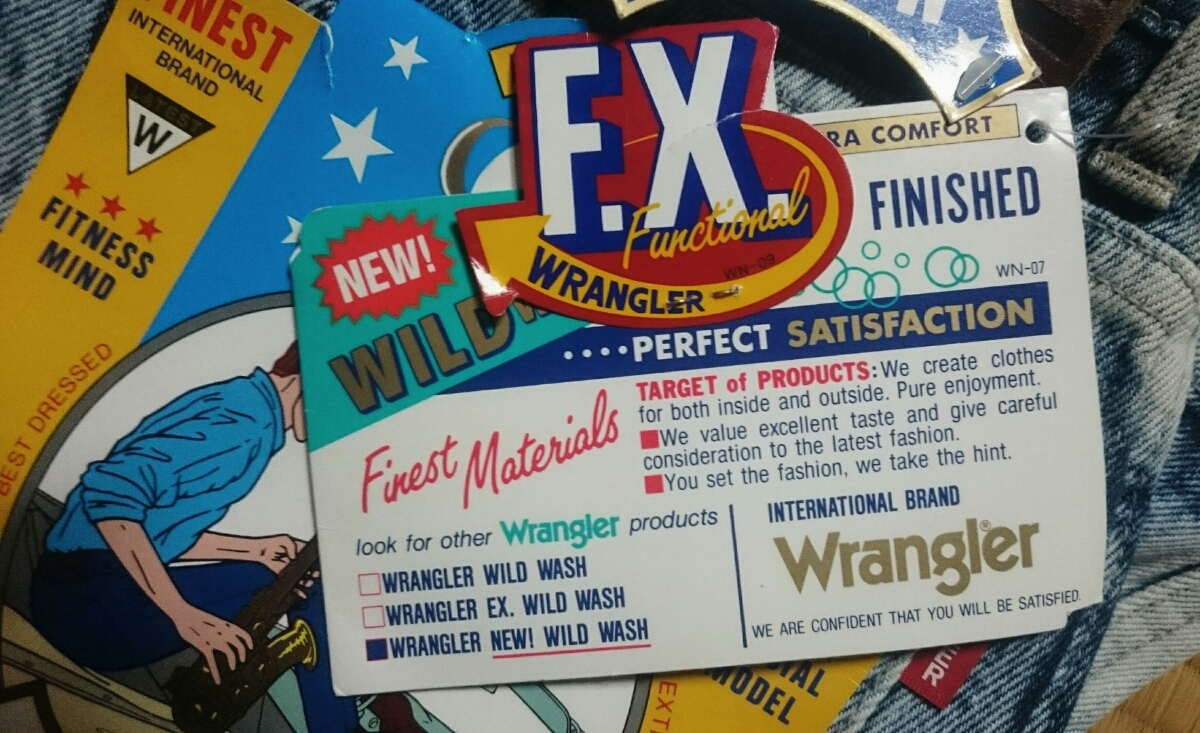 FINEST
INTERNATIONAL
BRAND
LATEST
W
FITNESS
MIND
BEST DRESSED
F.X.
Functional
WRANGLER
WN-09
RA COMFORT
FINISHED
WN-07
NEW!
WILD
····PERFECT SATISFACTION
Finest Materials
TARGET of PRODUCTS: We create clothes
for both inside and outside. Pure enjoyment.
■We value excellent taste and give careful
consideration to the latest fashion.
■You set the fashion, we take the hint.
look for other Wrangler products
□WRANGLER WILD WASH
□WRANGLER EX. WILD WASH
■WRANGLER NEW! WILD WASH
INTERNATIONAL BRAND
Wrangler®
WE ARE CONFIDENT THAT YOU WILL BE SATISFIED.
EXT
MODEL